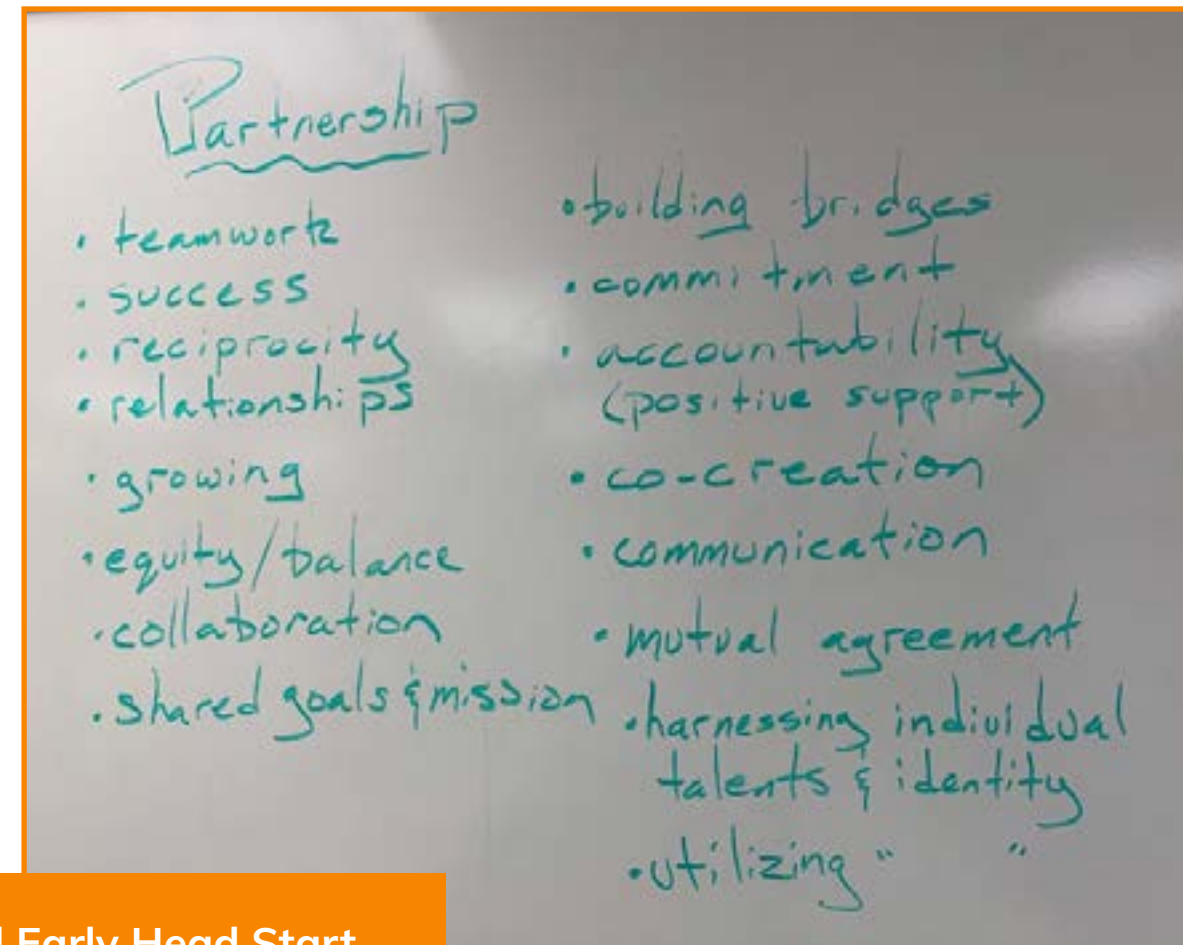 Partnership
• teamwork
• success
• reciprocity
• relationships
• growing
• equity/balance
• collaboration
• shared goals & mission
• building bridges
• commitment
• accountability
(positive support)
• co-creation
• communication
• mutual agreement
• harnessing individual
talents & identity
• utilizing " "
Early Head Start